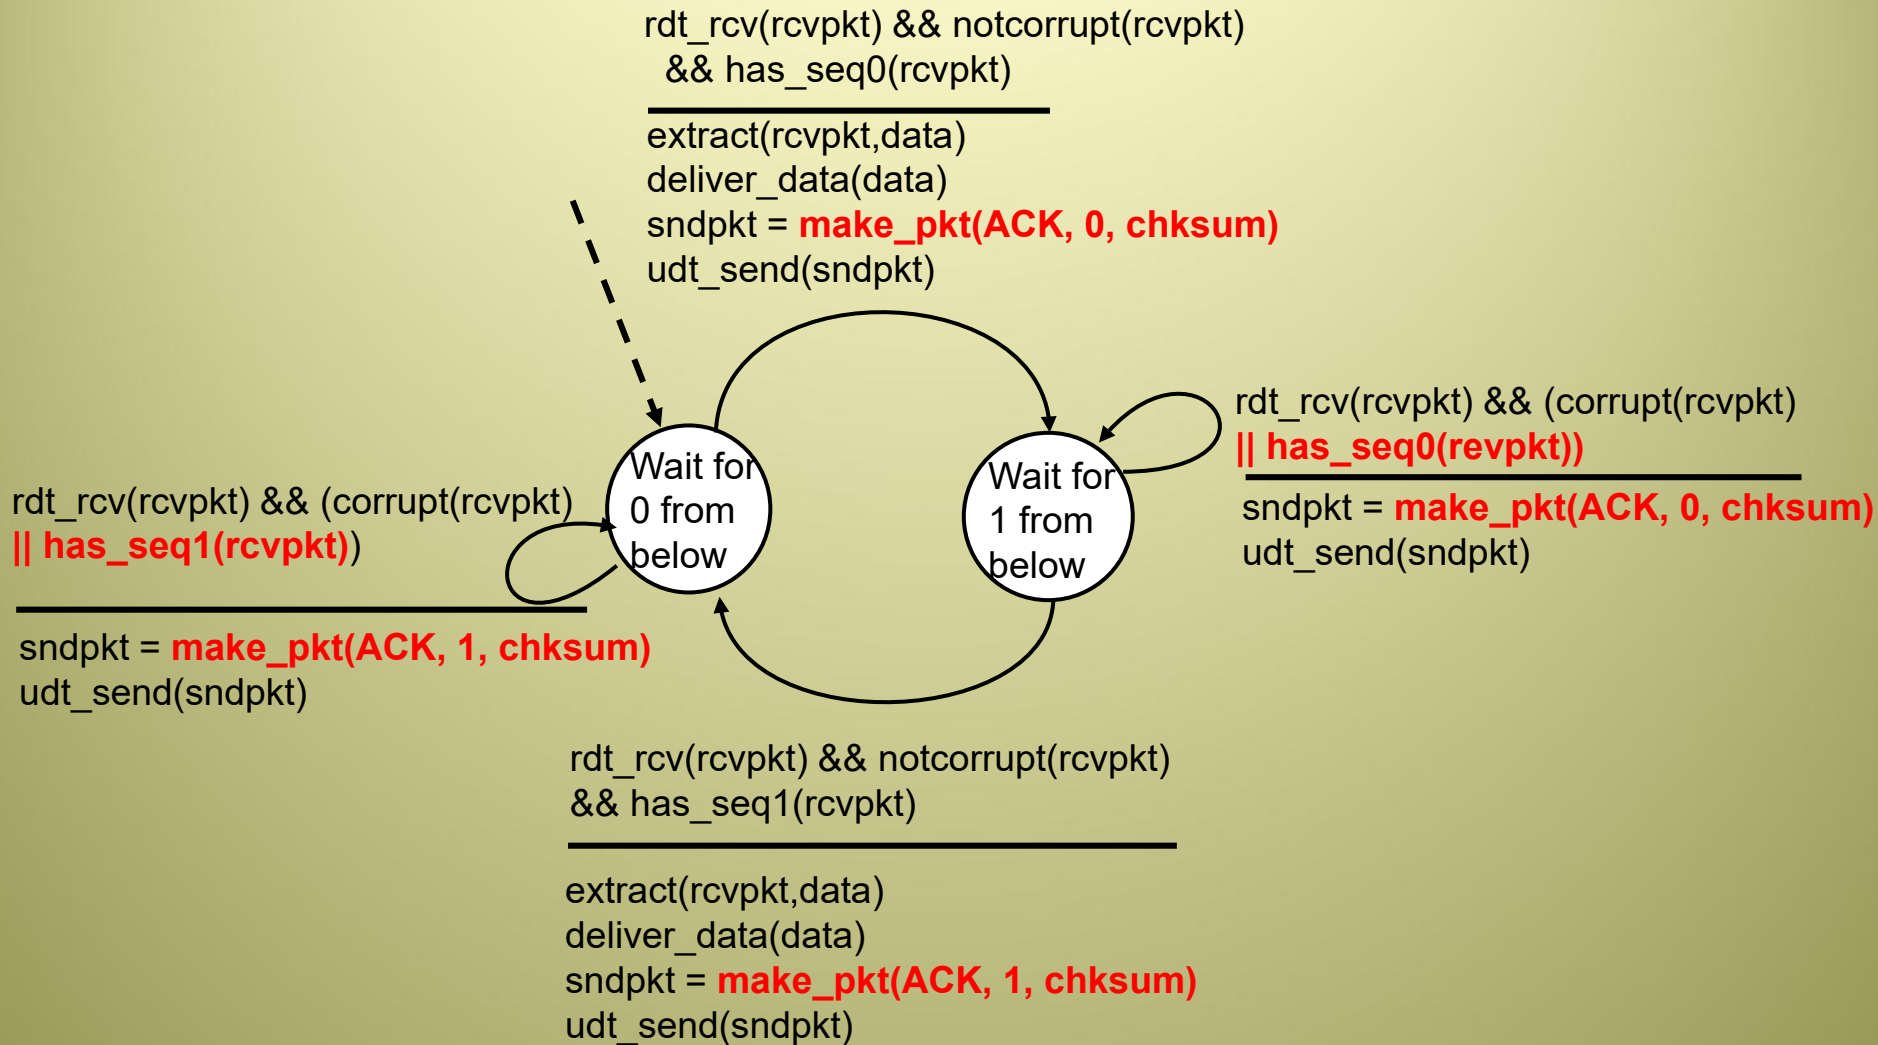 rdt_rcv(rcvpkt) && notcorrupt(rcvpkt)
&& has_seq0(rcvpkt)
extract(rcvpkt,data)
deliver_data(data)
sndpkt = make_pkt(ACK, 0, chksum)
udt_send(sndpkt)
Wait for
0 from
below
Wait for
1 from
below
rdt_rcv(rcvpkt) && (corrupt(rcvpkt)
|| has_seq0(revpkt))
sndpkt = make_pkt(ACK, 0, chksum)
udt_send(sndpkt)
rdt_rcv(rcvpkt) && (corrupt(rcvpkt)
|| has_seq1(rcvpkt))
sndpkt = make_pkt(ACK, 1, chksum)
udt_send(sndpkt)
rdt_rcv(rcvpkt) && notcorrupt(rcvpkt)
&& has_seq1(rcvpkt)
extract(rcvpkt,data)
deliver_data(data)
sndpkt = make_pkt(ACK, 1, chksum)
udt_send(sndpkt)